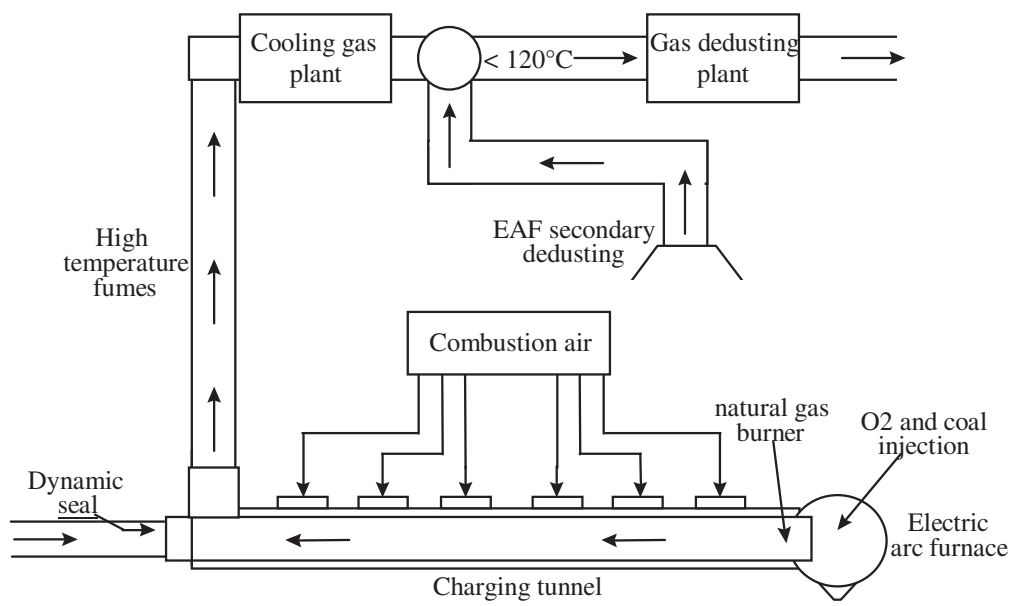 Cooling gas
plant
< 120°C
Gas dedusting
plant
EAF secondary
dedusting
High
temperature
fumes
Combustion air
natural gas
burner
O2 and coal
injection
Dynamic
seal
Electric
arc furnace
Charging tunnel